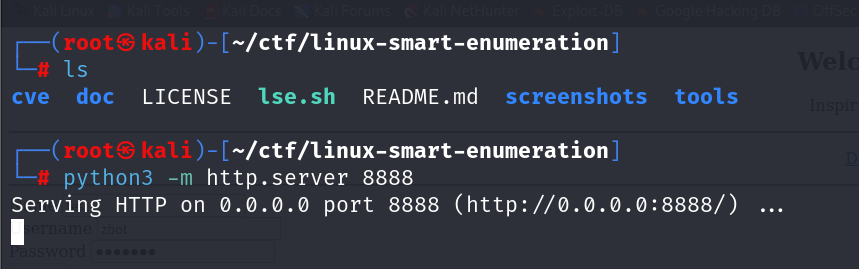 Kali Linux Kali Tools Kali Docs Kali Forums Kali NetHunter Exploit-DB Google Hacking DB OffSec
┌──(root㉿kali)-[~/ctf/linux-smart-enumeration]
└─# ls
cve doc LICENSE lse.sh README.md screenshots tools
Welc
Inspir
┌──(root㉿kali)-[~/ctf/linux-smart-enumeration]
└─# python3 -m http.server 8888
Serving HTTP on 0.0.0.0 port 8888 (http://0.0.0.0:8888/) ...
Username zbot
Password •••••••